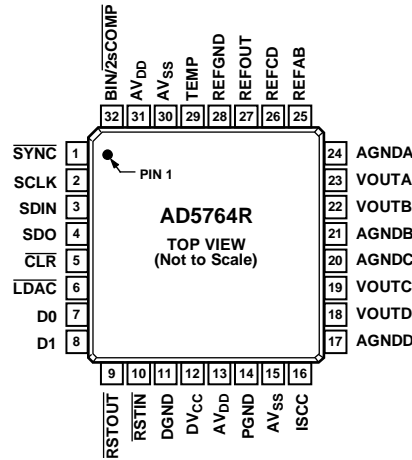 BIN/2sCOMP
AVDD
AVSS
TEMP
REFGND
REFOUT
REFCD
REFAB
32 31 30 29 28 27 26 25
SYNC 1
SCLK 2
SDIN 3
SDO 4
CLR 5
LDAC 6
D0 7
D1 8
PIN 1
AD5764R
TOP VIEW
(Not to Scale)
24 AGNDA
23 VOUTA
22 VOUTB
21 AGNDB
20 AGNDC
19 VOUTC
18 VOUTD
17 AGNDD
9 10 11 12 13 14 15 16
RSTOUT
RSTIN
DGND
DVCC
AVDD
PGND
AVSS
ISCC